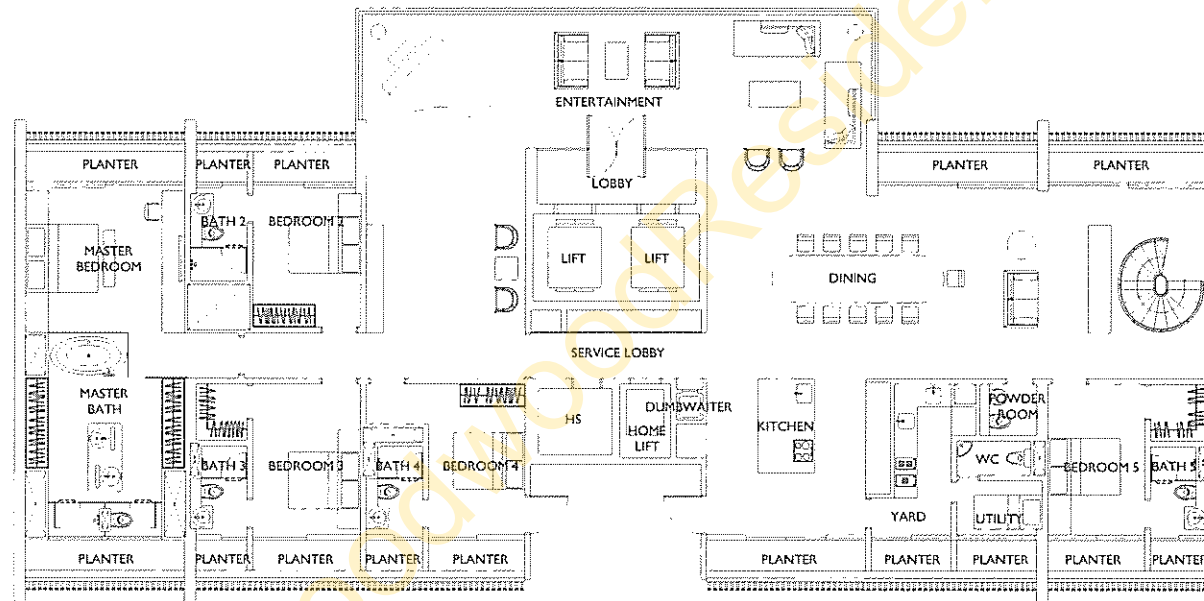 ENTERTAINMENT
PLANTER
PLANTER
PLANTER
PLANTER
PLANTER
LOBBY
BATH 2
BEDROOM 2
MASTER
BEDROOM
LIFT
LIFT
DINING
SERVICE LOBBY
MASTER
BATH
HS
HOME
LIFT
DUMBWAITER
KITCHEN
POWDER
ROOM
BATH 3
BEDROOM 3
BATH 4
BEDROOM 4
WC
BEDROOM 5
BATH 5
YARD
UTILITY
PLANTER
PLANTER
PLANTER
PLANTER
PLANTER
PLANTER
PLANTER
PLANTER
PLANTER
PLANTER